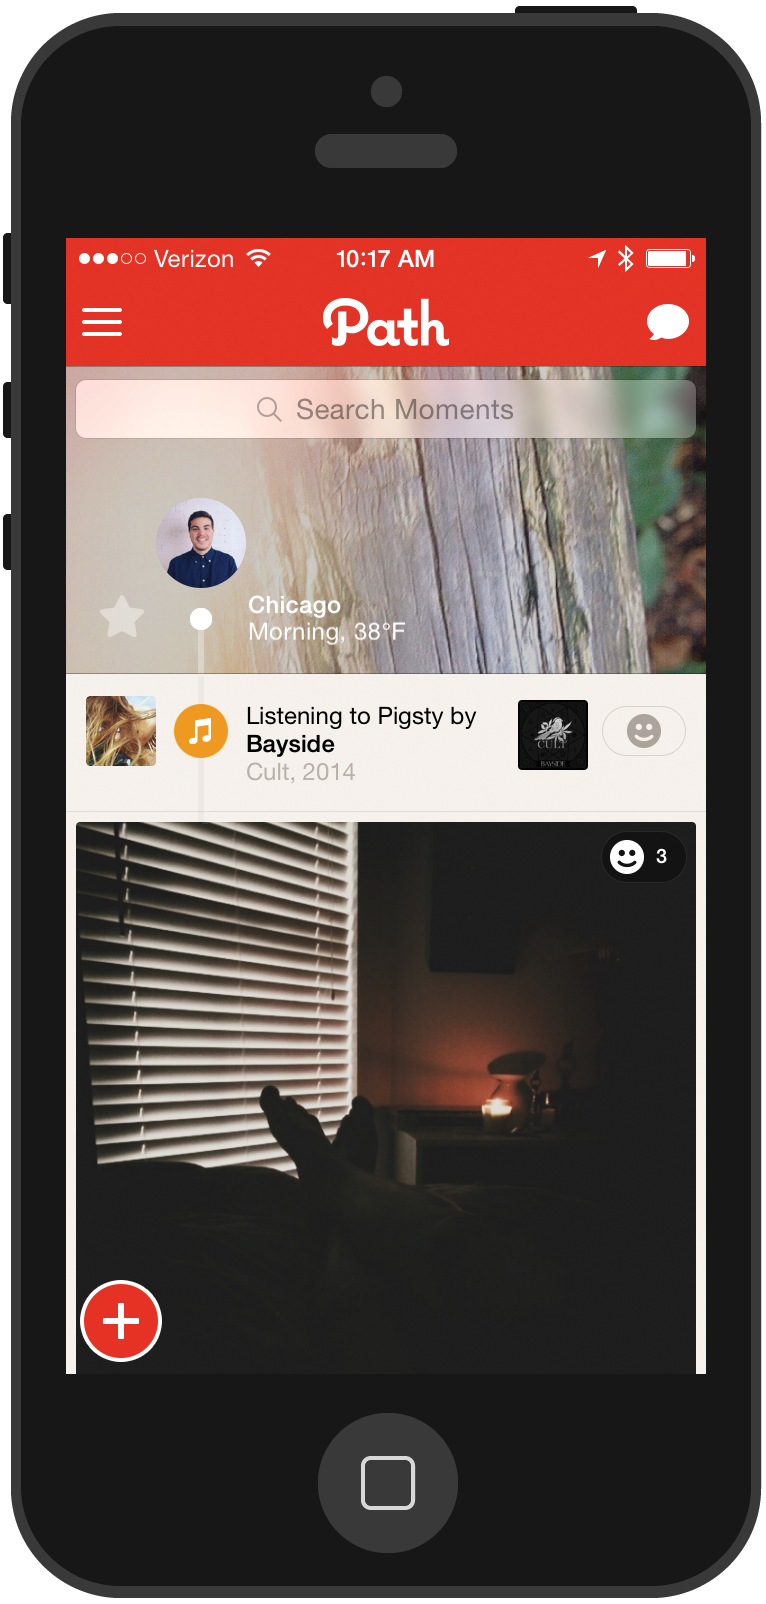 Verizon 10:17 AM
Path
Search Moments
Chicago
Morning, 38°F
Listening to Pigsty by
Bayside
Cult, 2014
CULT
BAYSIDE
3